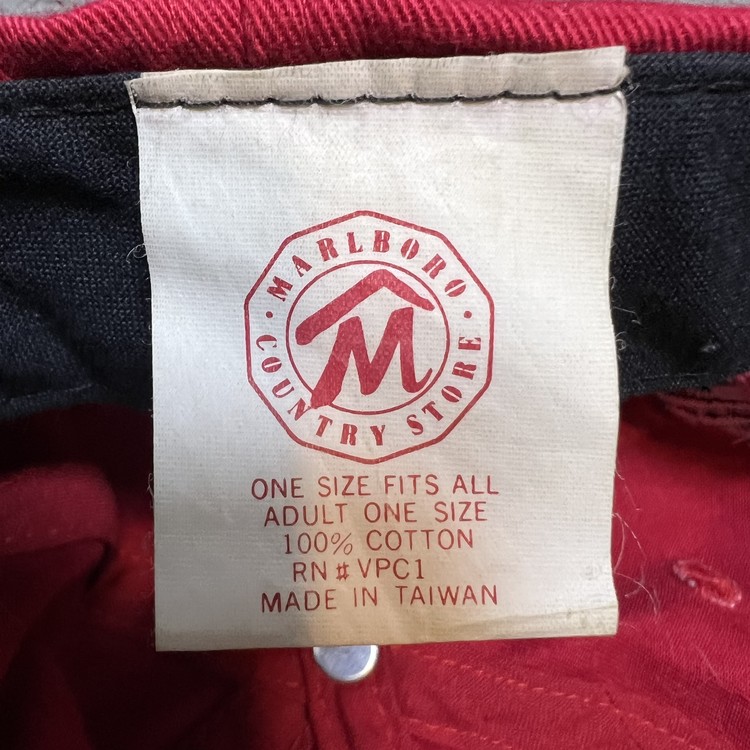 MARLBORO
M
COUNTRY STORE
ONE SIZE FITS ALL
ADULT ONE SIZE
100% COTTON
RN # VPC1
MADE IN TAIWAN